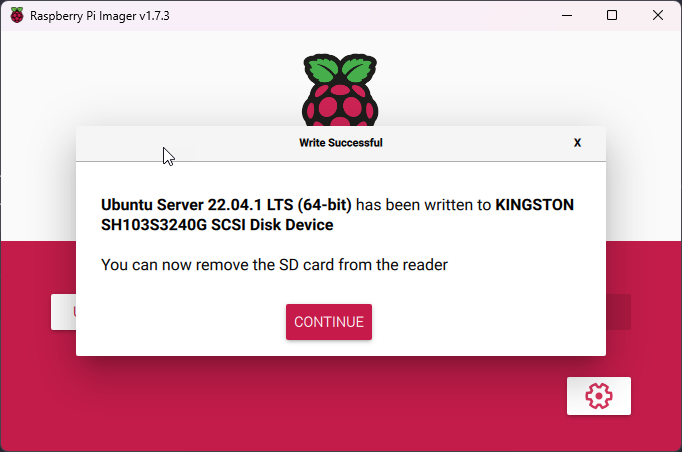 Raspberry Pi Imager v1.7.3
Write Successful
X
Ubuntu Server 22.04.1 LTS (64-bit) has been written to KINGSTON
SH103S3240G SCSI Disk Device
You can now remove the SD card from the reader
CONTINUE